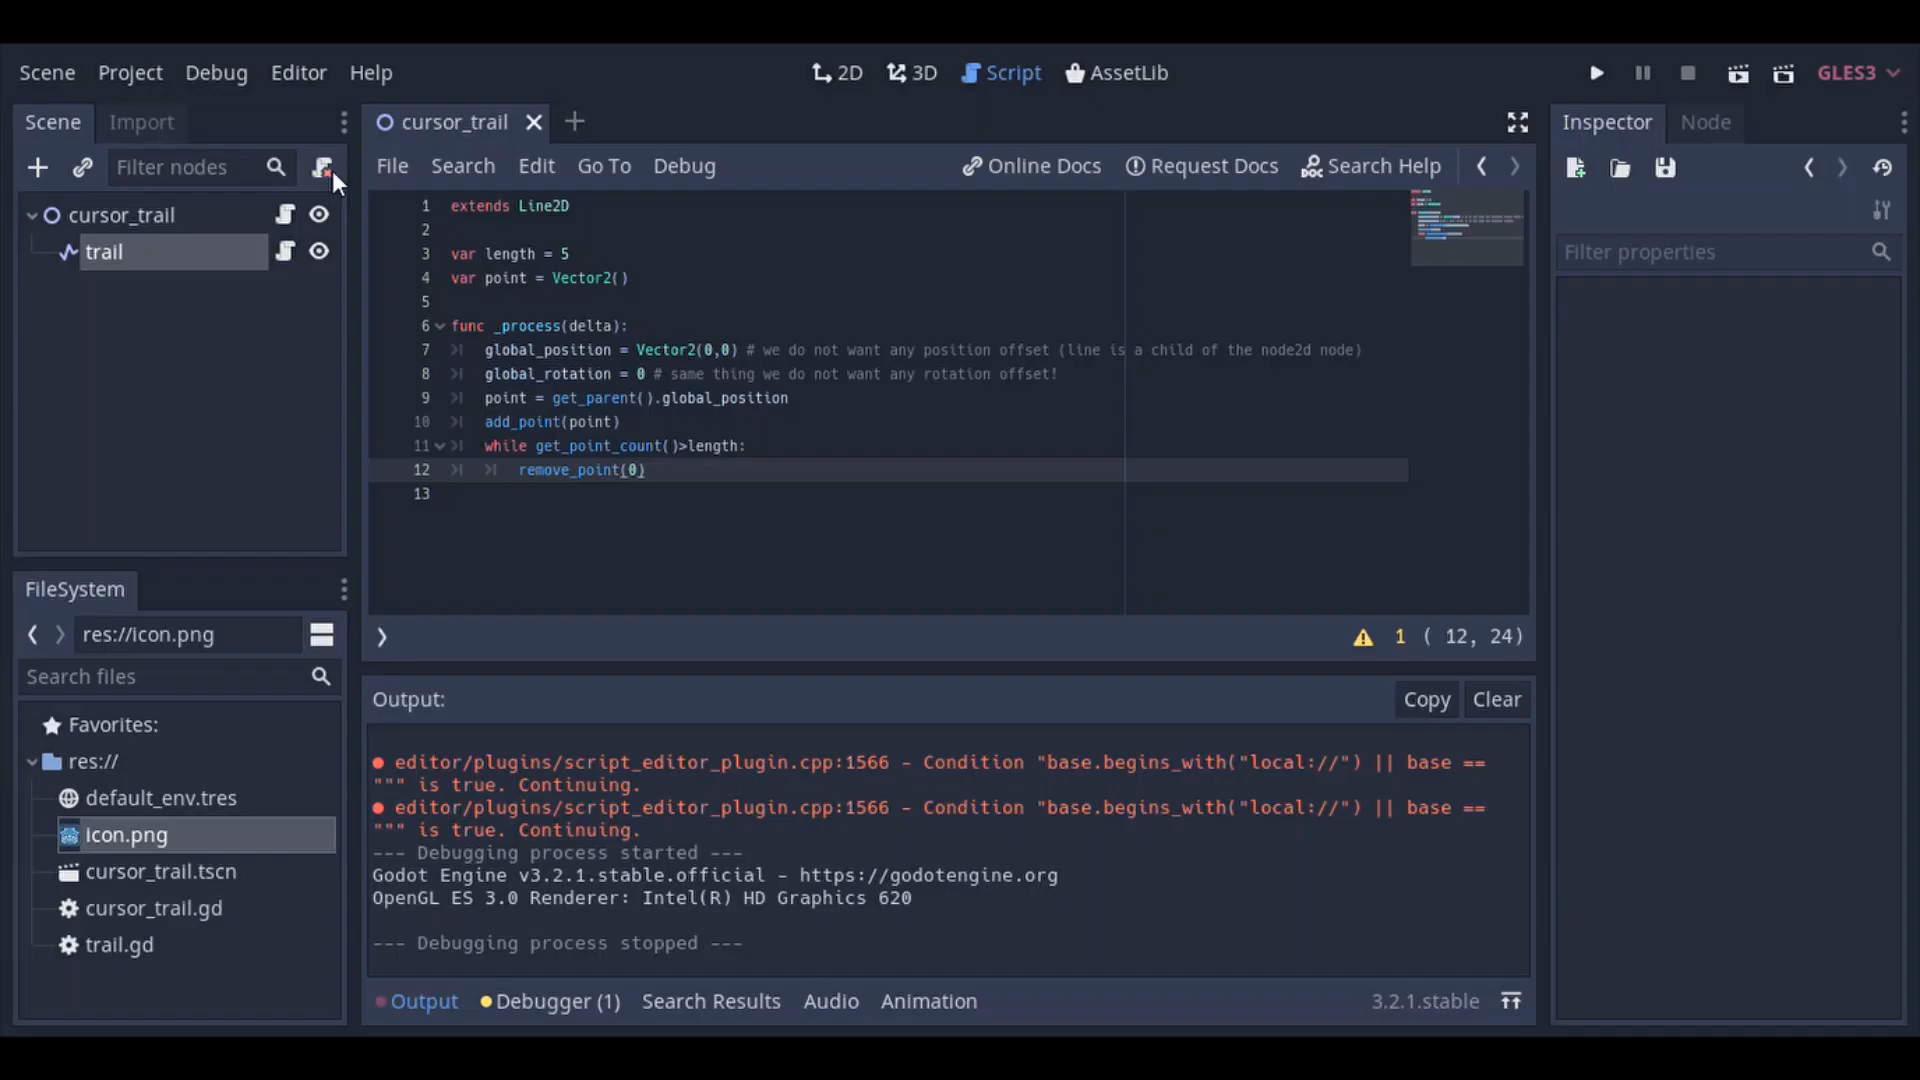 Scene Project Debug Editor Help 2D 3D Script AssetLib GLES3
Scene Import
cursor_trail
Inspector Node
Filter nodes
File Search Edit Go To Debug Online Docs Request Docs Search Help
cursor_trail
trail
Filter properties
1 extends Line2D
2
3 var length = 5
4 var point = Vector2()
5
6 func _process(delta):
7 global_position = Vector2(0,0) # we do not want any position offset (line is a child of the node2d node)
8 global_rotation = 0 # same thing we do not want any rotation offset!
9 point = get_parent().global_position
10 add_point(point)
11 while get_point_count()>length:
12 remove_point(0)
13
1 ( 12, 24)
FileSystem
res://icon.png
Search files
Favorites:
res://
default_env.tres
icon.png
cursor_trail.tscn
cursor_trail.gd
trail.gd
Output: Copy Clear
editor/plugins/script_editor_plugin.cpp:1566 - Condition "base.begins_with("local://") || base ==
""" is true. Continuing.
editor/plugins/script_editor_plugin.cpp:1566 - Condition "base.begins_with("local://") || base ==
""" is true. Continuing.
--- Debugging process started ---
Godot Engine v3.2.1.stable.official - https://godotengine.org
OpenGL ES 3.0 Renderer: Intel(R) HD Graphics 620
--- Debugging process stopped ---
Output Debugger (1) Search Results Audio Animation 3.2.1.stable